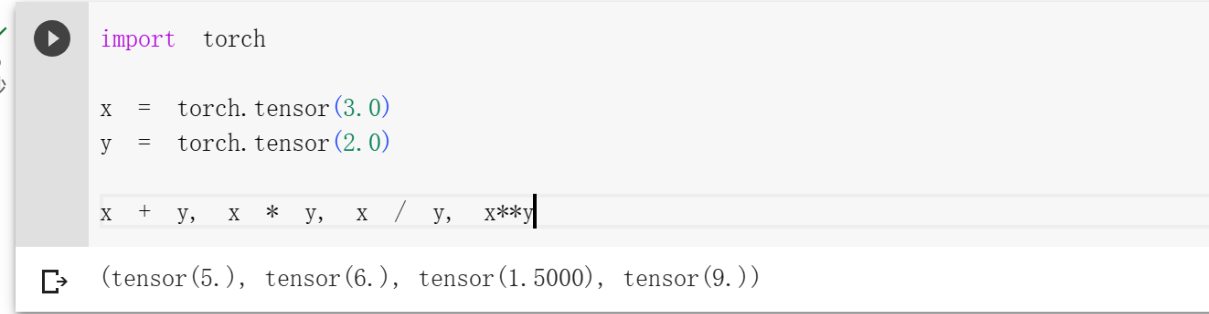 import torch
x = torch.tensor(3.0)
y = torch.tensor(2.0)
x + y, x * y, x / y, x**y
(tensor(5.), tensor(6.), tensor(1.5000), tensor(9.))